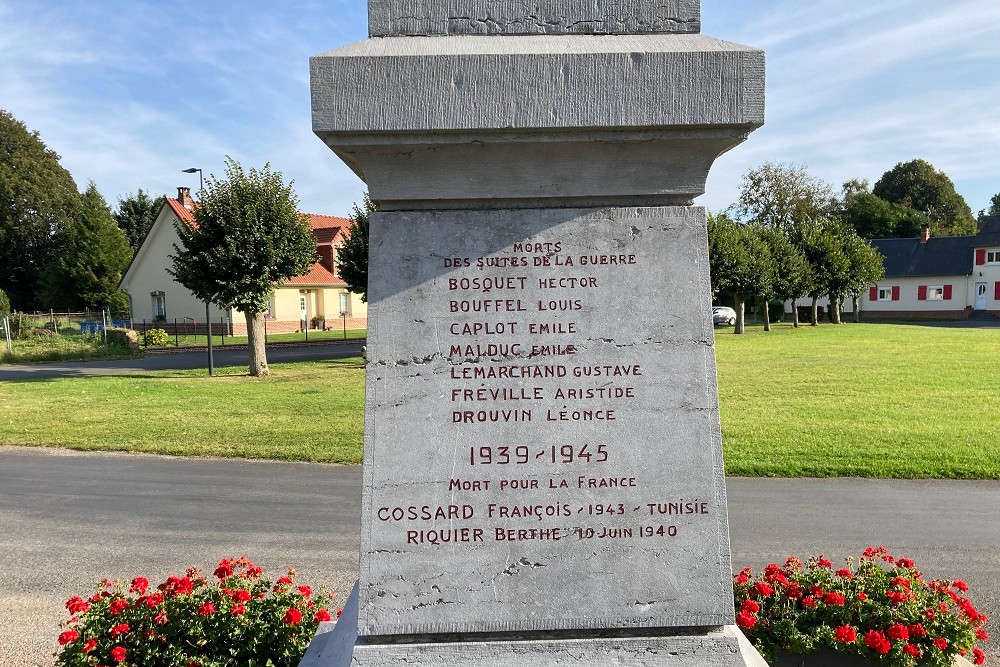 MORTS
DES SUITES DE LA GUERRE
BOSQUET HECTOR
BOUFFEL LOUIS
CAPLOT EMILE
MALDUC EMILE
LEMARCHAND GUSTAVE
FRÉVILLE ARISTIDE
DROUVIN LÉONCE
1939-1945
MORT POUR LA FRANCE
COSSARD FRANÇOIS - 1943 - TUNISIE
RIQUIER BERTHE 10 JUIN 1940